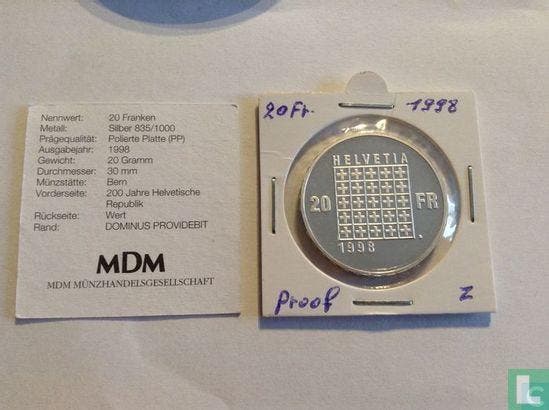 Nennwert: 20 Franken
Metall: Silber 835/1000
Prägequalität: Polierte Platte (PP)
Ausgabejahr: 1998
Gewicht: 20 Gramm
Durchmesser: 30 mm
Münzstätte: Bern
Vorderseite: 200 Jahre Helvetische
Republik
Rückseite: Wert
Rand: DOMINUS PROVIDEBIT
MDM
MDM MÜNZHANDELSGESELLSCHAFT
20 Fr. 1998
HELVETIA
20 FR
1998
Proof Z
L